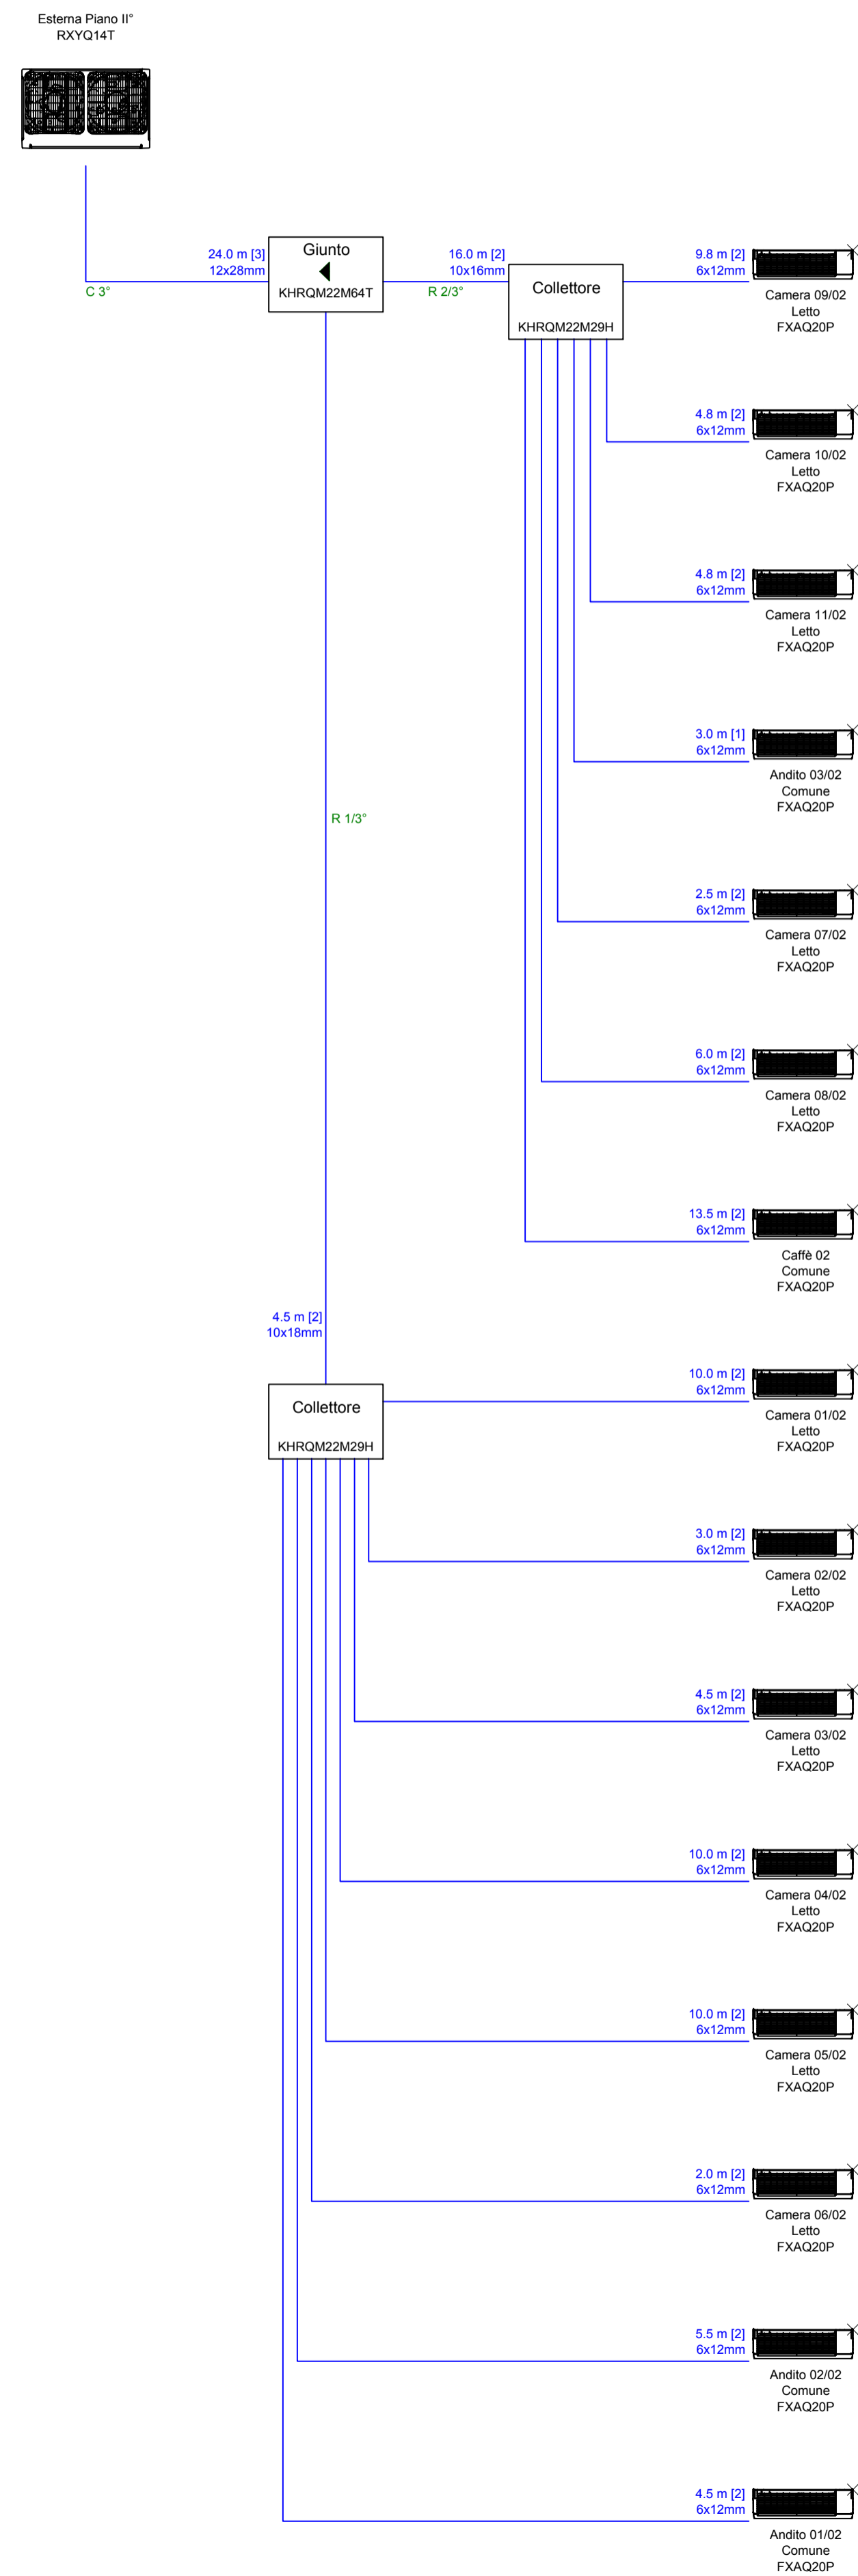 Esterna Piano II°
RXYQ14T
24.0 m [3]
12x28mm
C 3°
Giunto
KHRQM22M64T
16.0 m [2]
10x16mm
R 2/3°
Collettore
KHRQM22M29H
9.8 m [2]
6x12mm
Camera 09/02
Letto
FXAQ20P
4.8 m [2]
6x12mm
Camera 10/02
Letto
FXAQ20P
4.8 m [2]
6x12mm
Camera 11/02
Letto
FXAQ20P
3.0 m [1]
6x12mm
Andito 03/02
Comune
FXAQ20P
R 1/3°
2.5 m [2]
6x12mm
Camera 07/02
Letto
FXAQ20P
6.0 m [2]
6x12mm
Camera 08/02
Letto
FXAQ20P
13.5 m [2]
6x12mm
Caffè 02
Comune
FXAQ20P
4.5 m [2]
10x18mm
Collettore
KHRQM22M29H
10.0 m [2]
6x12mm
Camera 01/02
Letto
FXAQ20P
3.0 m [2]
6x12mm
Camera 02/02
Letto
FXAQ20P
4.5 m [2]
6x12mm
Camera 03/02
Letto
FXAQ20P
10.0 m [2]
6x12mm
Camera 04/02
Letto
FXAQ20P
10.0 m [2]
6x12mm
Camera 05/02
Letto
FXAQ20P
2.0 m [2]
6x12mm
Camera 06/02
Letto
FXAQ20P
5.5 m [2]
6x12mm
Andito 02/02
Comune
FXAQ20P
4.5 m [2]
6x12mm
Andito 01/02
Comune
FXAQ20P